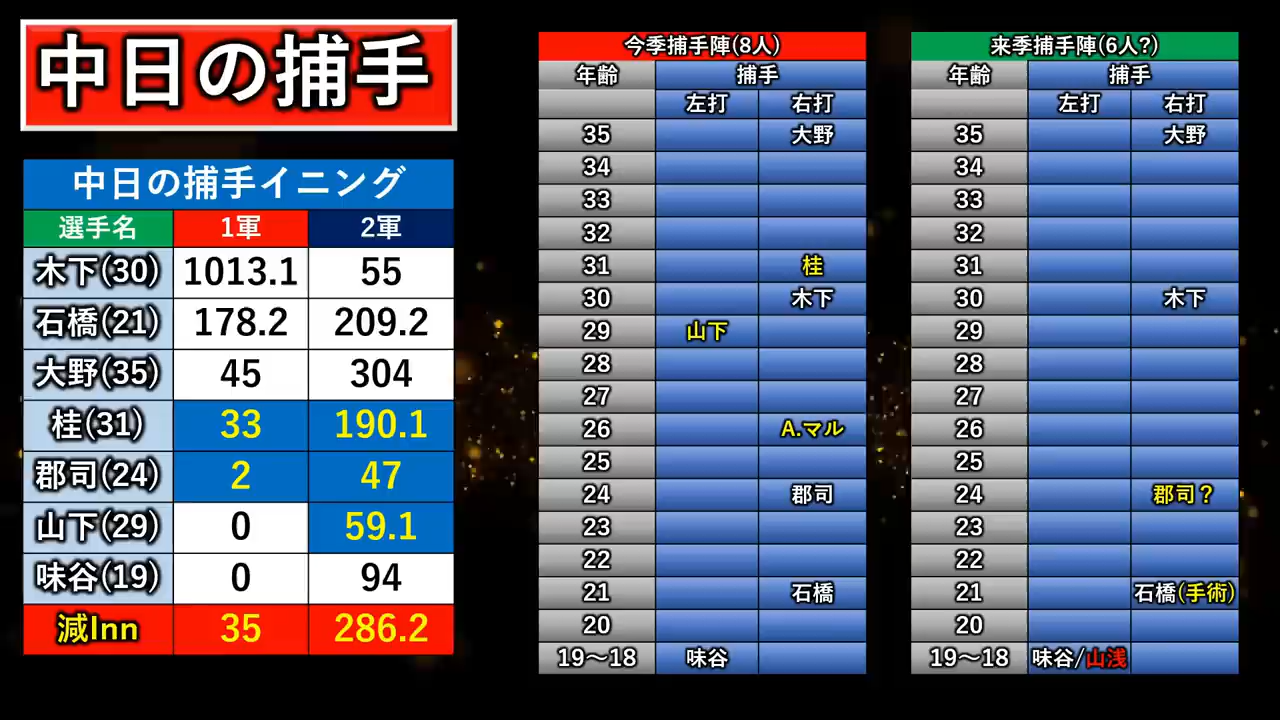 中日の捕手
中日の捕手イニング
選手名 1軍 2軍
木下(30) 1013.1 55
石橋(21) 178.2 209.2
大野(35) 45 304
桂(31) 33 190.1
郡司(24) 2 47
山下(29) 0 59.1
味谷(19) 0 94
減Inn 35 286.2
今季捕手陣(8人)
年齢 捕手
左打 右打
35 大野
34
33
32
31 桂
30 木下
29 山下
28
27
26 A.マル
25
24 郡司
23
22
21 石橋
20
19～18 味谷
来季捕手陣(6人?)
年齢 捕手
左打 右打
35 大野
34
33
32
31
30 木下
29
28
27
26
25
24 郡司？
23
22
21 石橋(手術)
20
19～18 味谷/山浅